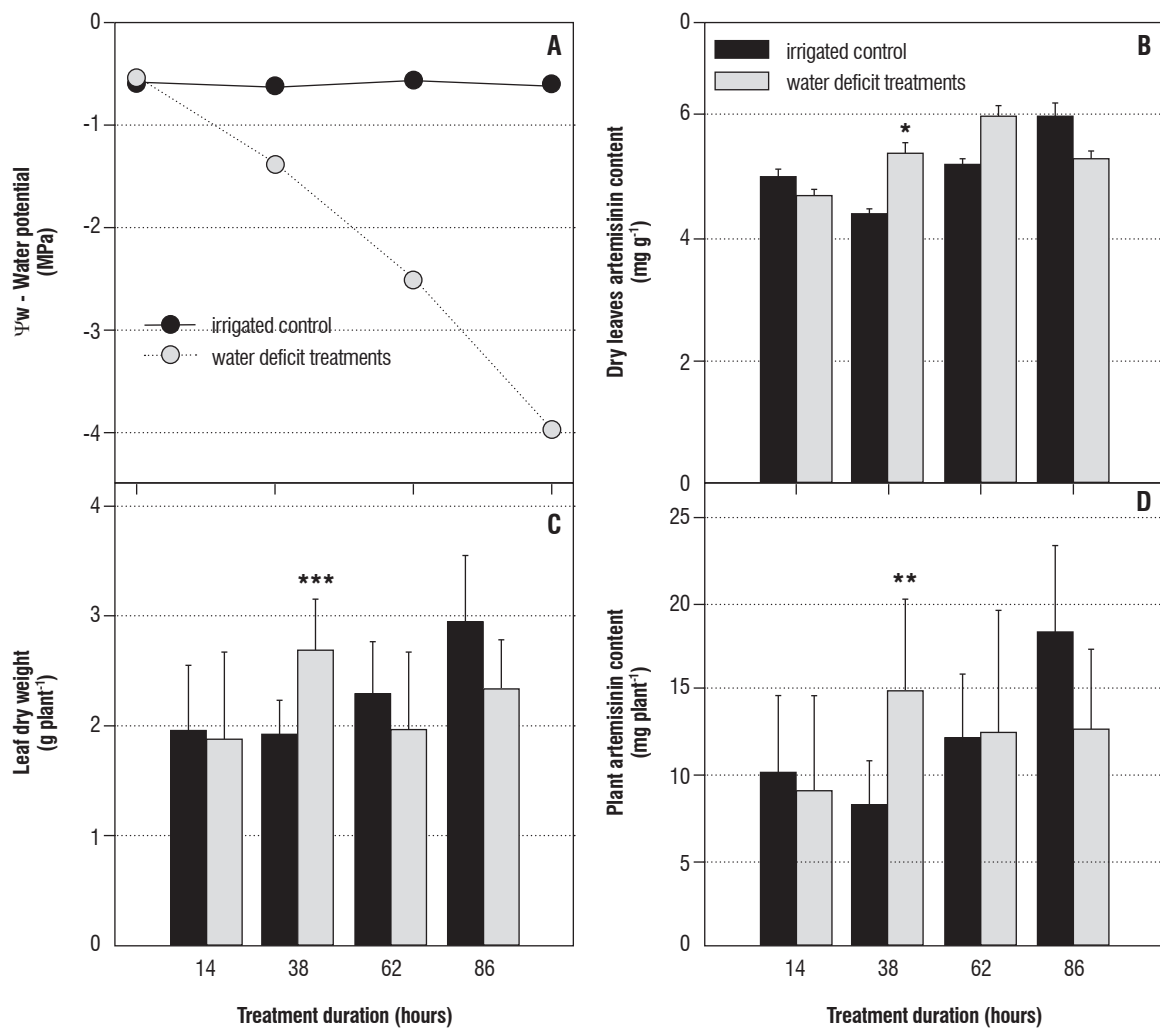 0
-1
-2
-3
-4
Ψw - Water potential
(MPa)
A
irrigated control
water deficit treatments
0
6
4
2
0
Dry leaves artemisinin content
(mg g-1)
B
irrigated control
water deficit treatments
*
4
3
2
1
0
Leaf dry weight
(g plant-1)
C
***
14 38 62 86
Treatment duration (hours)
25
20
15
10
5
0
Plant artemisinin content
(mg plant-1)
D
**
14 38 62 86
Treatment duration (hours)